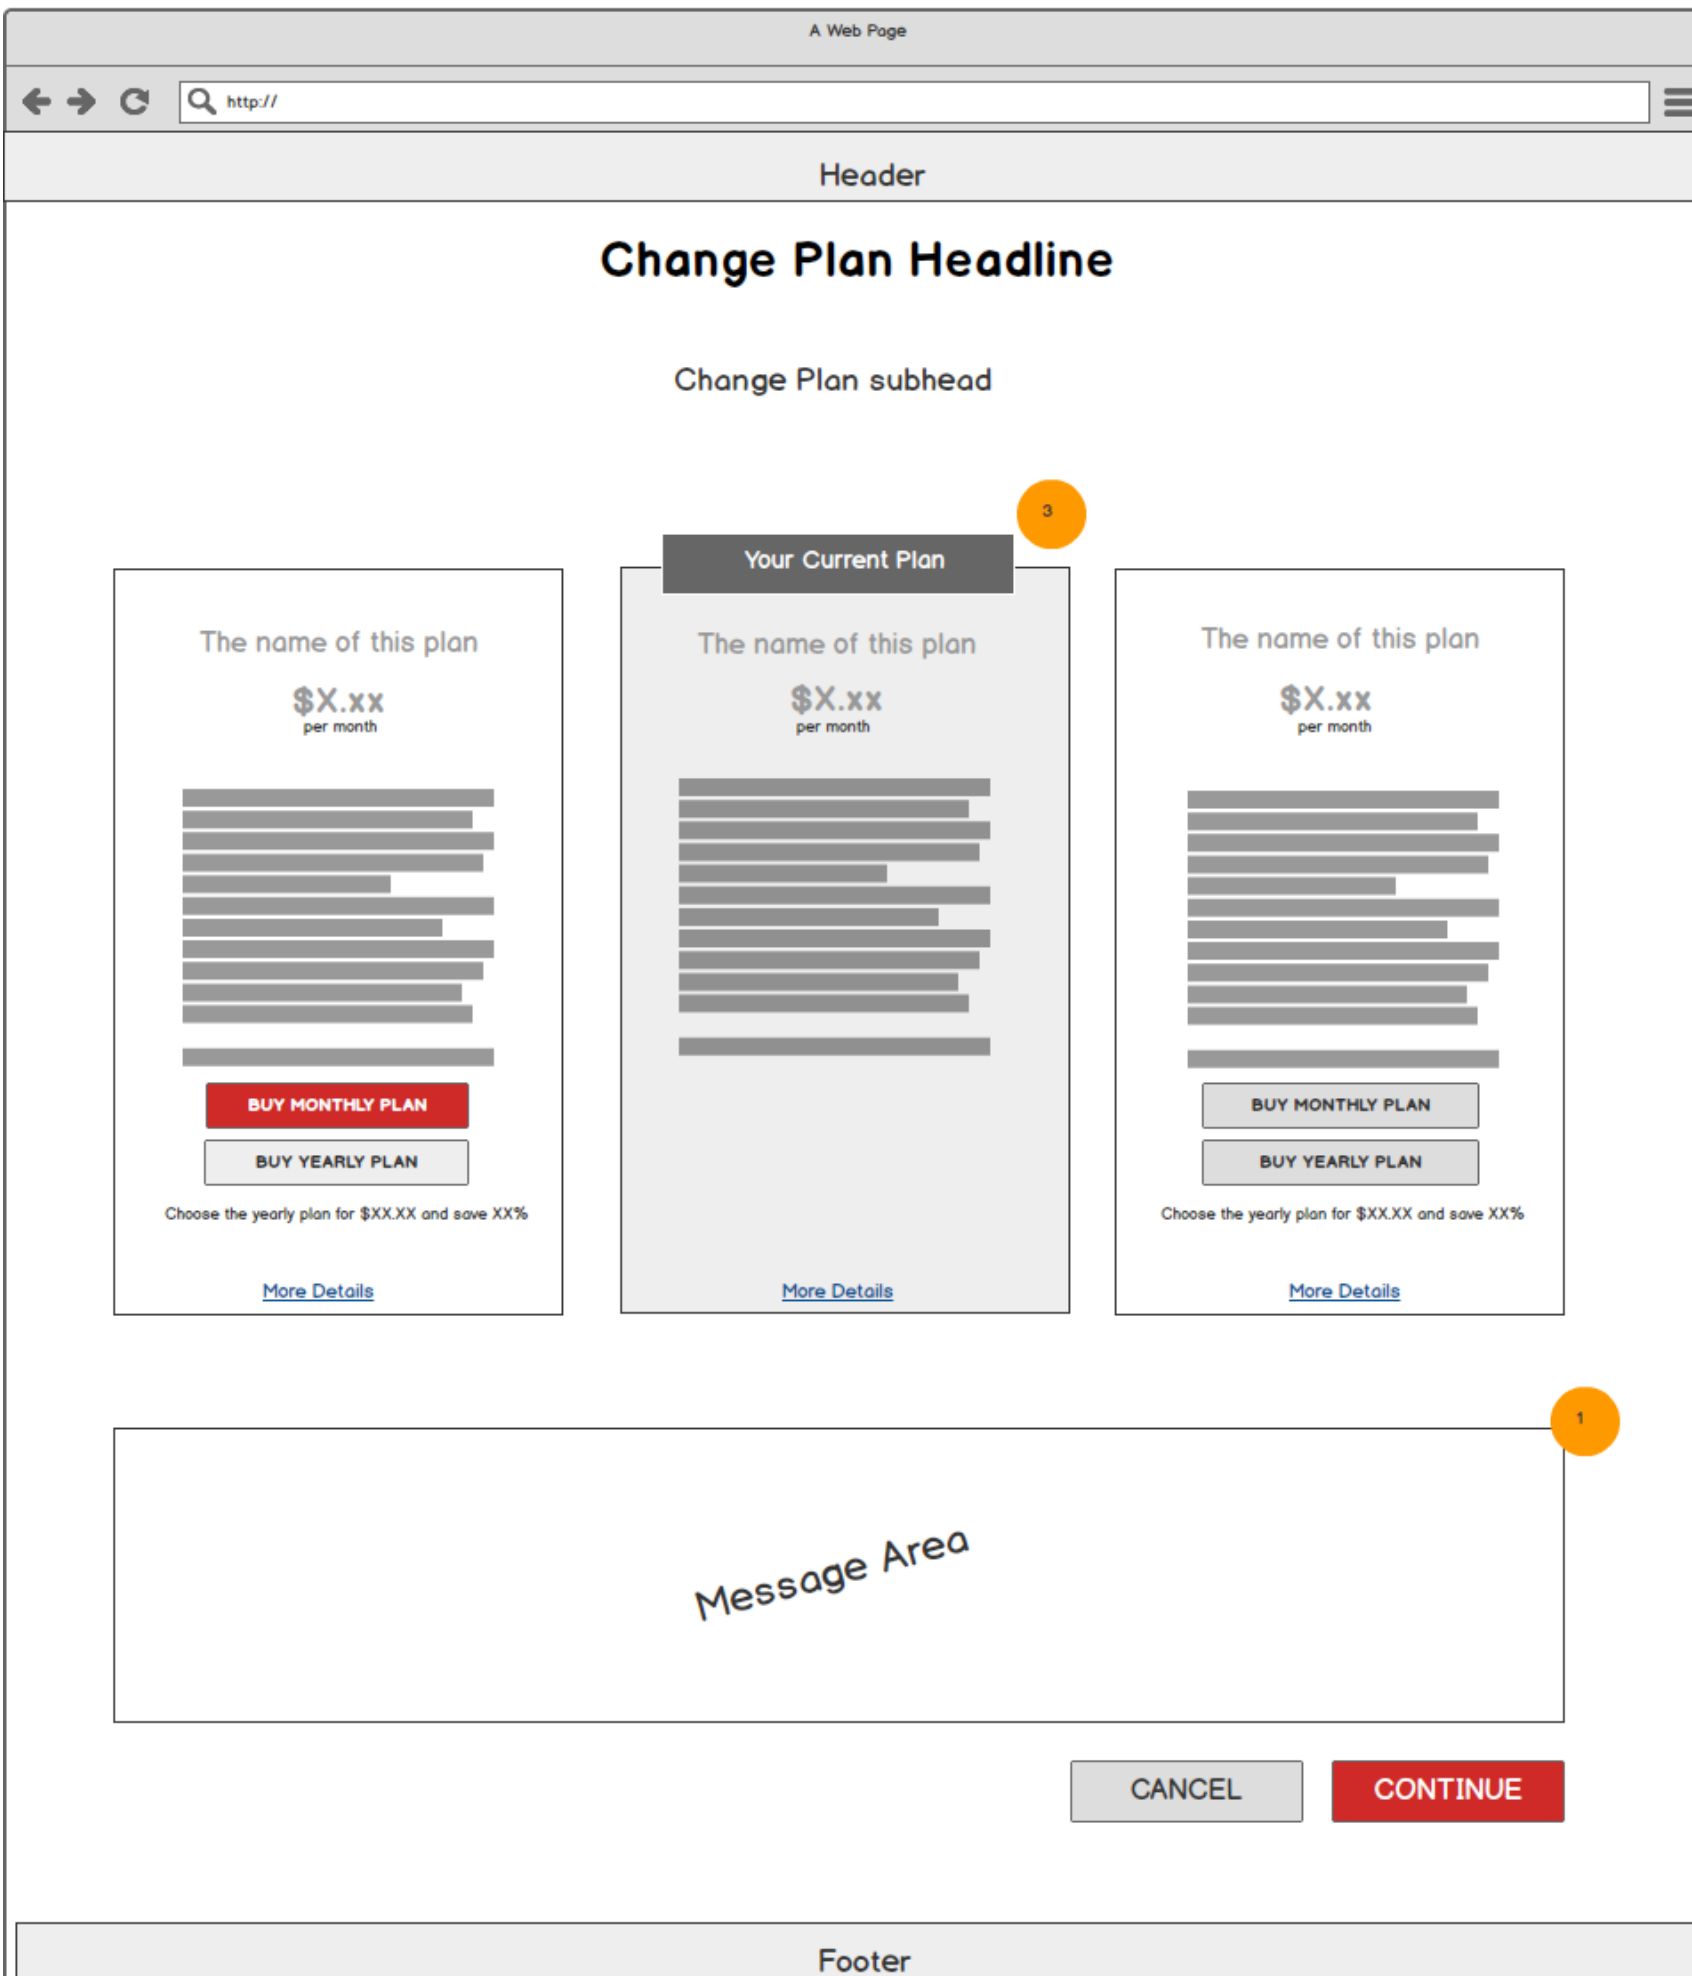 A Web Page
http://
Header
Change Plan Headline
Change Plan subhead
3
Your Current Plan
The name of this plan
$X.xx
per month
BUY MONTHLY PLAN
BUY YEARLY PLAN
Choose the yearly plan for $XX.XX and save XX%
More Details
The name of this plan
$X.xx
per month
More Details
The name of this plan
$X.xx
per month
BUY MONTHLY PLAN
BUY YEARLY PLAN
Choose the yearly plan for $XX.XX and save XX%
More Details
1
Message Area
CANCEL
CONTINUE
Footer